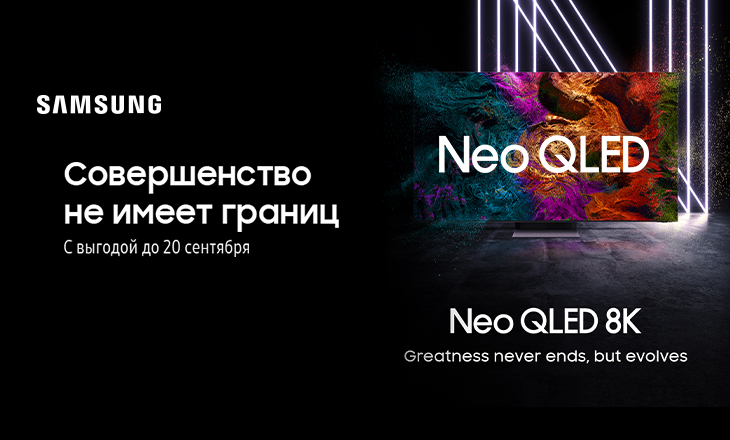 SAMSUNG
Совершенство
не имеет границ
С выгодой до 20 сентября
Neo QLED
Neo QLED 8K
Greatness never ends, but evolves